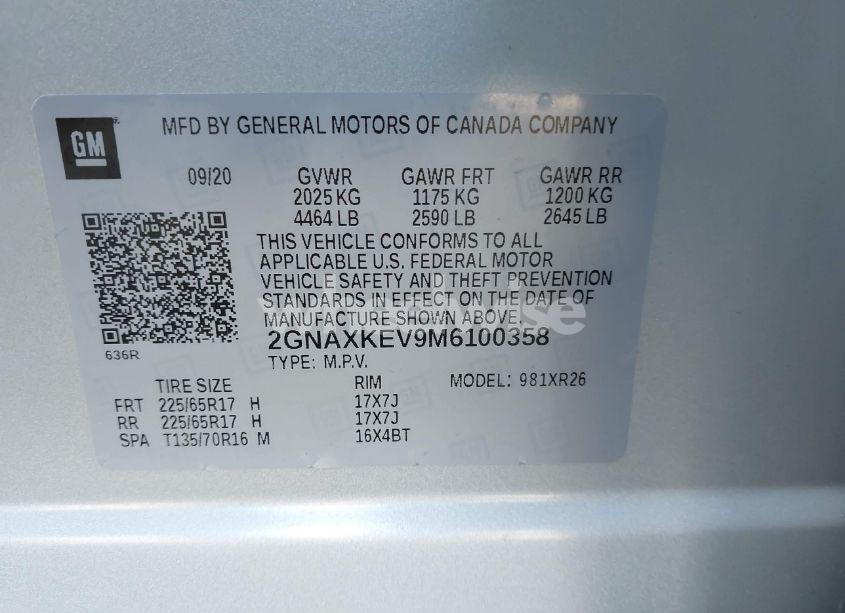 GM
MFD BY GENERAL MOTORS OF CANADA COMPANY
09/20 GVWR GAWR FRT GAWR RR
2025 KG 1175 KG 1200 KG
4464 LB 2590 LB 2645 LB
THIS VEHICLE CONFORMS TO ALL
APPLICABLE U.S. FEDERAL MOTOR
VEHICLE SAFETY AND THEFT PREVENTION
STANDARDS IN EFFECT ON THE DATE OF
MANUFACTURE SHOWN ABOVE.
2GNAXKEV9M6100358
636R
TYPE: M.P.V.
TIRE SIZE RIM MODEL: 981XR26
FRT 225/65R17 H 17X7J
RR 225/65R17 H 17X7J
SPA T135/70R16 M 16X4BT